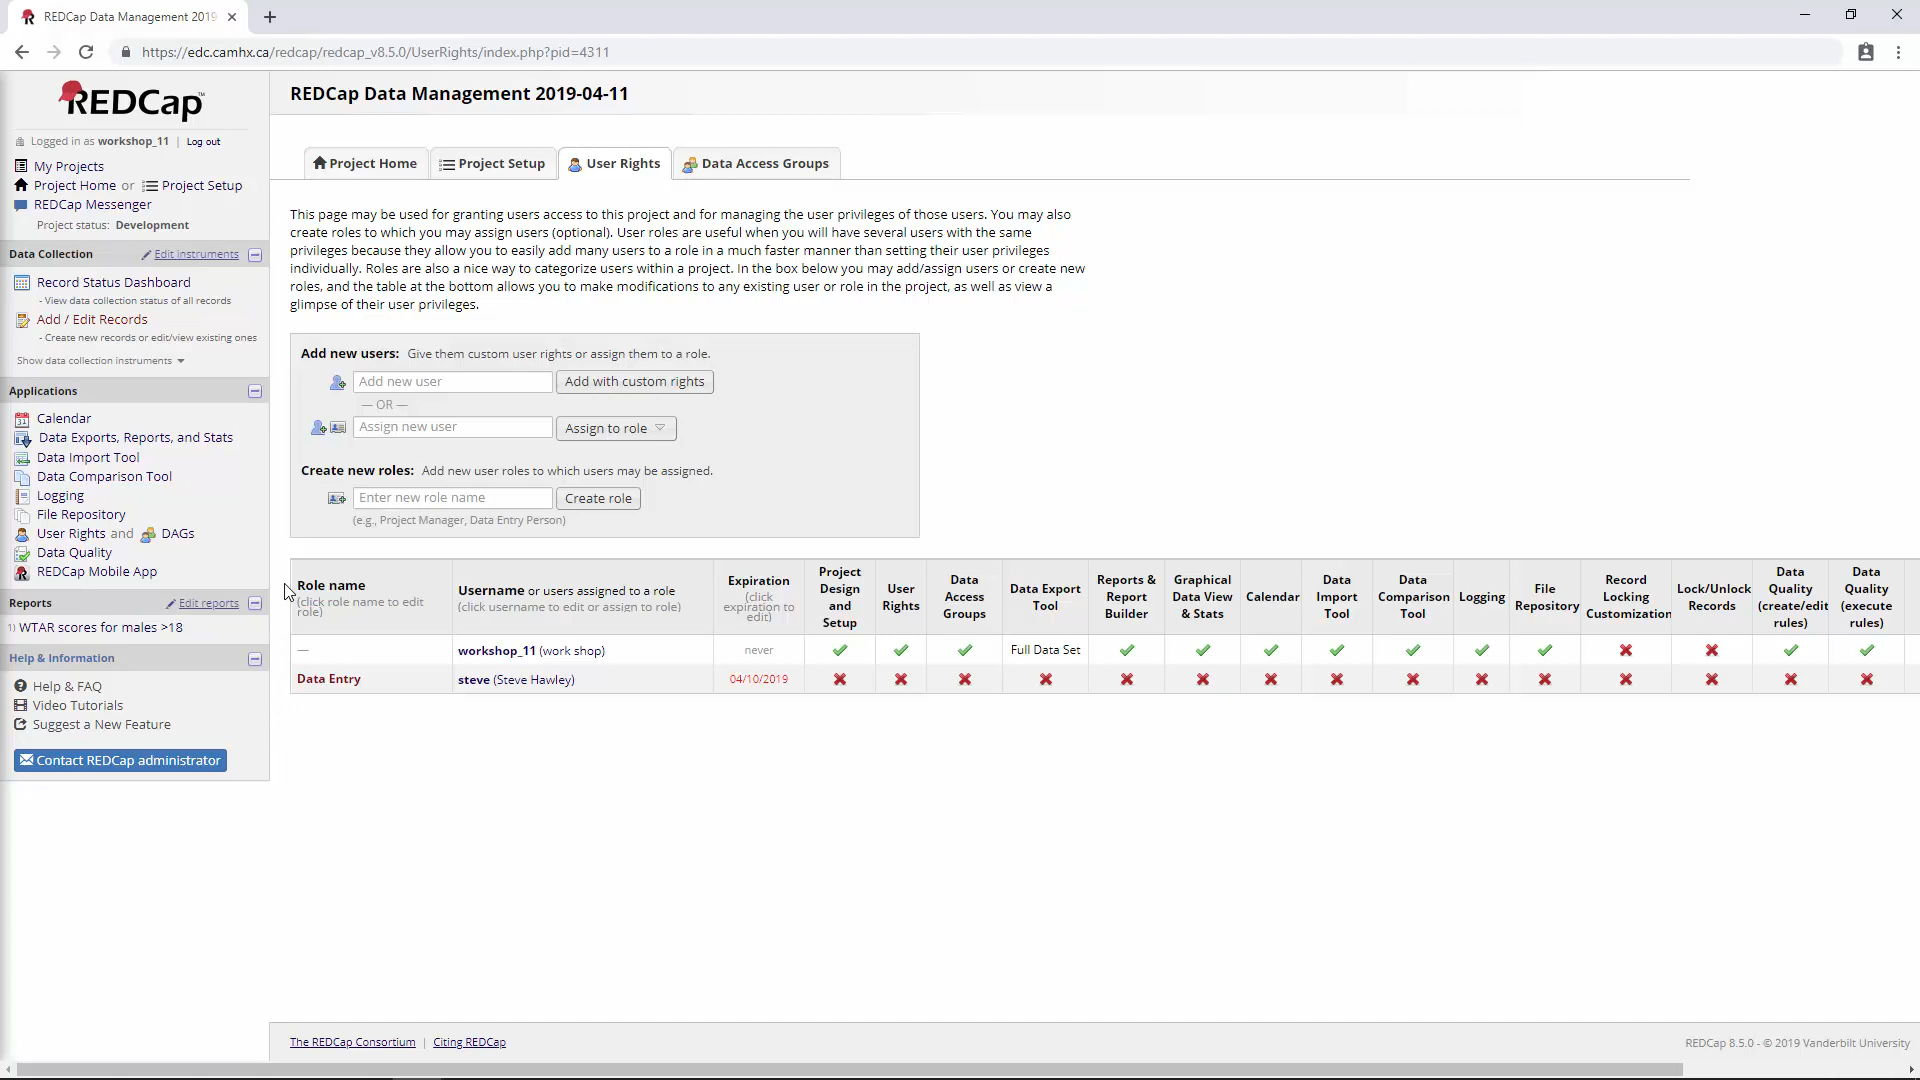 REDCap Data Management 2019
https://edc.camhx.ca/redcap/redcap_v8.5.0/UserRights/index.php?pid=4311
REDCap™
Logged in as workshop_11 | Log out
My Projects
Project Home or Project Setup
REDCap Messenger
Project status: Development
Data Collection Edit instruments
Record Status Dashboard
- View data collection status of all records
Add / Edit Records
- Create new records or edit/view existing ones
Show data collection instruments
Applications
Calendar
Data Exports, Reports, and Stats
Data Import Tool
Data Comparison Tool
Logging
File Repository
User Rights and DAGs
Data Quality
REDCap Mobile App
Reports Edit reports
1) WTAR scores for males >18
Help & Information
Help & FAQ
Video Tutorials
Suggest a New Feature
Contact REDCap administrator
REDCap Data Management 2019-04-11
Project Home Project Setup User Rights Data Access Groups
This page may be used for granting users access to this project and for managing the user privileges of those users. You may also
create roles to which you may assign users (optional). User roles are useful when you will have several users with the same
privileges because they allow you to easily add many users to a role in a much faster manner than setting their user privileges
individually. Roles are also a nice way to categorize users within a project. In the box below you may add/assign users or create new
roles, and the table at the bottom allows you to make modifications to any existing user or role in the project, as well as view a
glimpse of their user privileges.
Add new users: Give them custom user rights or assign them to a role.
Add new user Add with custom rights
— OR —
Assign new user Assign to role
Create new roles: Add new user roles to which users may be assigned.
Enter new role name Create role
(e.g., Project Manager, Data Entry Person)
Role name
(click role name to edit
role)
Username or users assigned to a role
(click username to edit or assign to role)
Expiration
(click
expiration to
edit)
Project
Design
and
Setup
User
Rights
Data
Access
Groups
Data Export
Tool
Reports &
Report
Builder
Graphical
Data View
& Stats
Calendar
Data
Import
Tool
Data
Comparison
Tool
Logging
File
Repository
Record
Locking
Customization
Lock/Unlock
Records
Data
Quality
(create/edit
rules)
Data
Quality
(execute
rules)
— workshop_11 (work shop) never Full Data Set
Data Entry steve (Steve Hawley) 04/10/2019
The REDCap Consortium | Citing REDCap
REDCap 8.5.0 - © 2019 Vanderbilt University